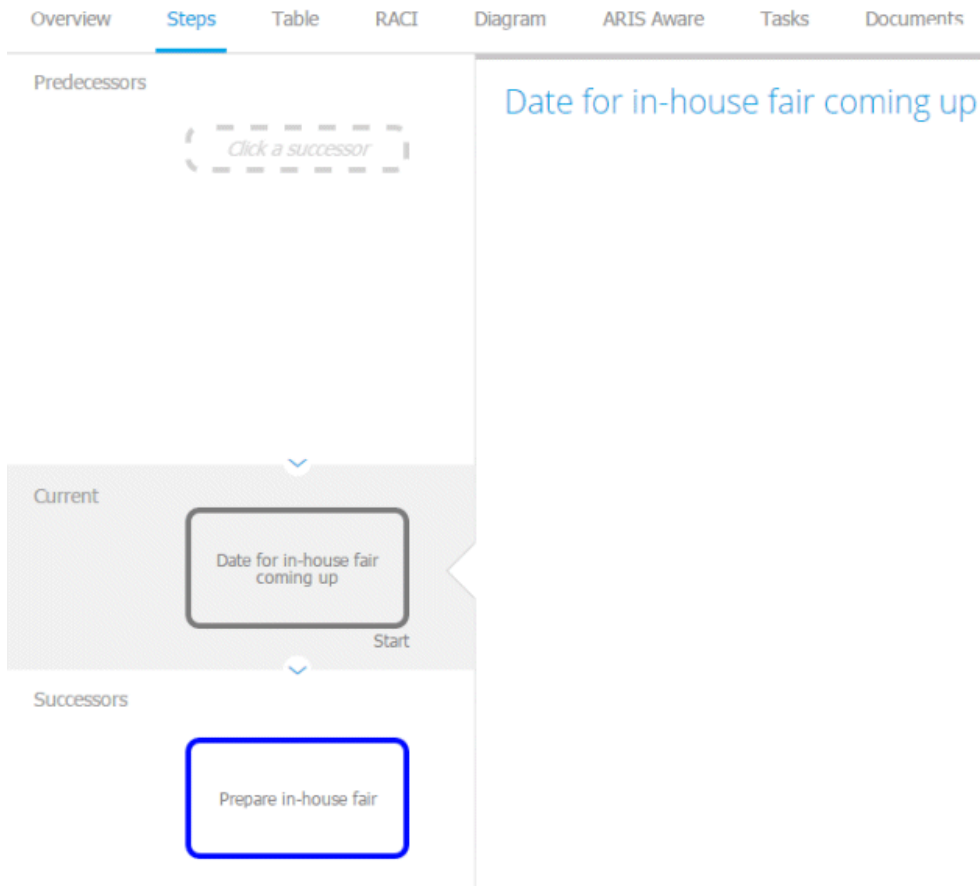 Overview Steps Table RACI Diagram ARIS Aware Tasks Documents
Predecessors
Click a successor
Date for in-house fair coming up
Current
Date for in-house fair
coming up
Start
Successors
Prepare in-house fair